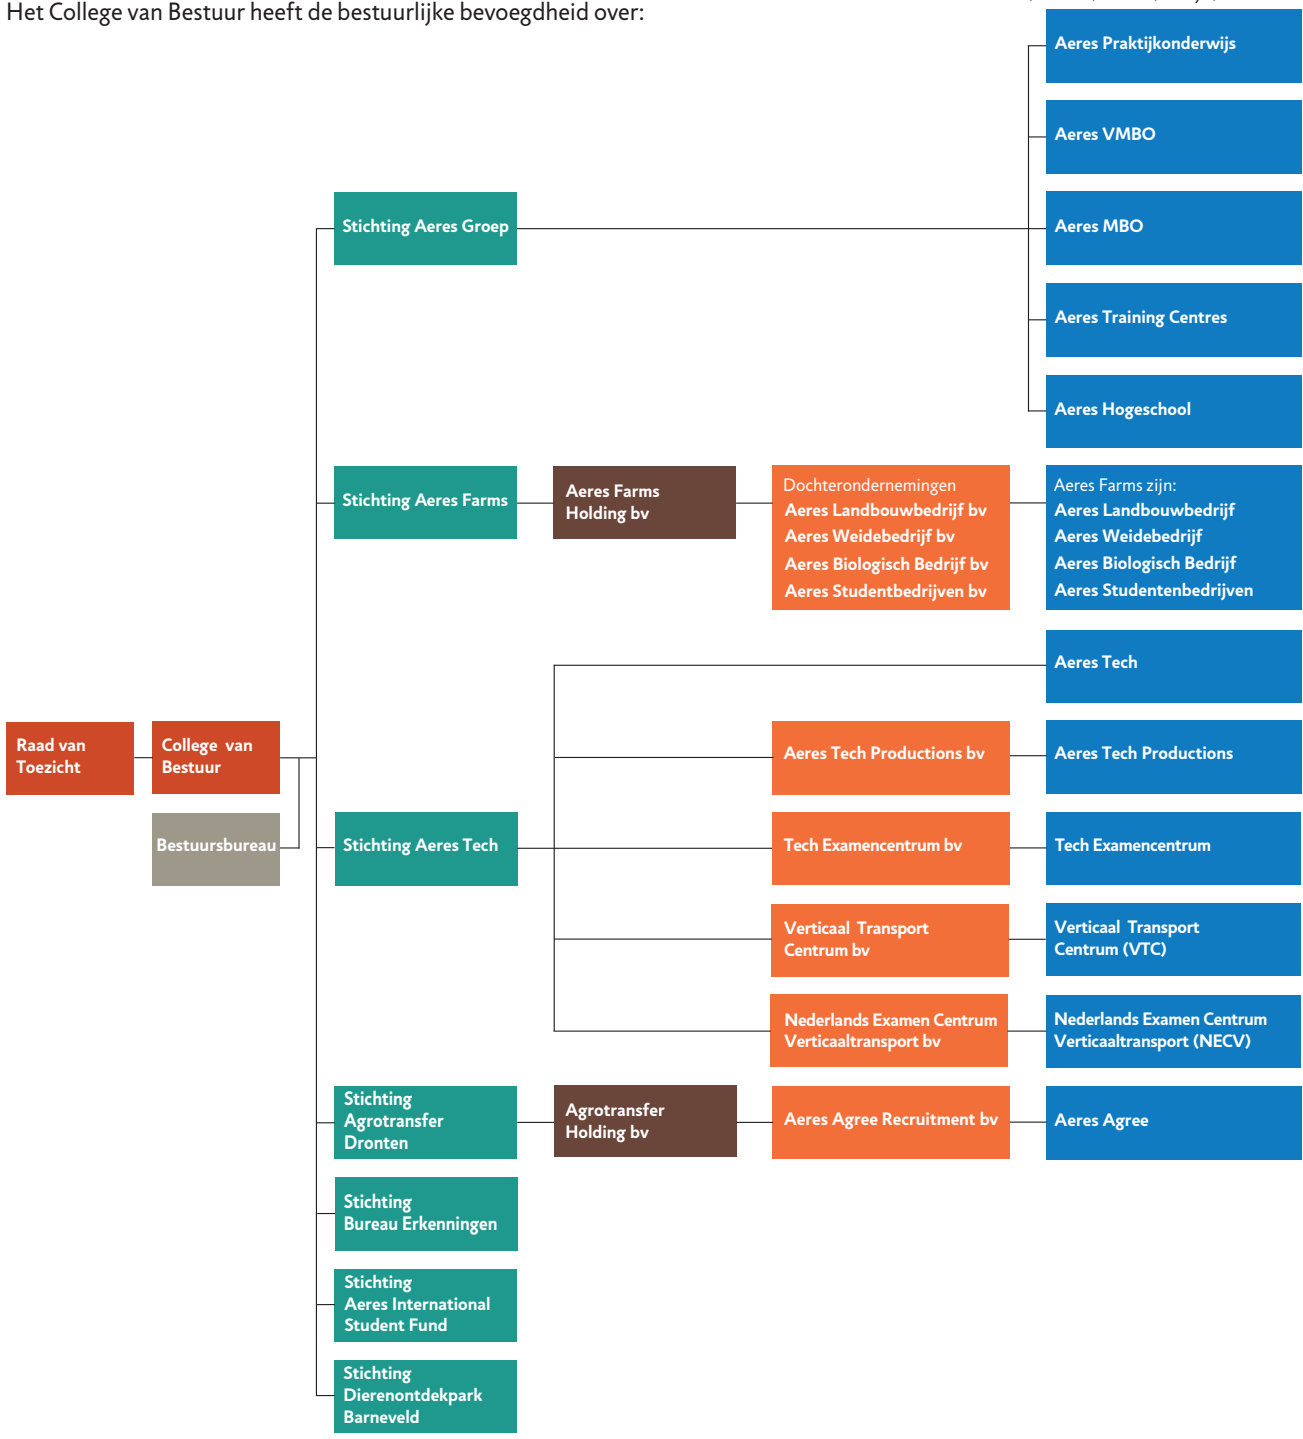 Het College van Bestuur heeft de bestuurlijke bevoegdheid over:
Aeres Praktijkonderwijs
Aeres VMBO
Stichting Aeres Groep
Aeres MBO
Aeres Training Centres
Aeres Hogeschool
Stichting Aeres Farms
Aeres Farms
Holding bv
Dochterondernemingen
Aeres Landbouwbedrijf bv
Aeres Weidebedrijf bv
Aeres Biologisch Bedrijf bv
Aeres Studentbedrijven bv
Aeres Farms zijn:
Aeres Landbouwbedrijf
Aeres Weidebedrijf
Aeres Biologisch Bedrijf
Aeres Studentenbedrijven
Aeres Tech
Raad van
Toezicht
College van
Bestuur
Aeres Tech Productions bv
Aeres Tech Productions
Bestuursbureau
Stichting Aeres Tech
Tech Examencentrum bv
Tech Examencentrum
Verticaal Transport
Centrum bv
Verticaal Transport
Centrum (VTC)
Nederlands Examen Centrum
Verticaaltransport bv
Nederlands Examen Centrum
Verticaaltransport (NECV)
Stichting
Agrotransfer
Dronten
Agrotransfer
Holding bv
Aeres Agree Recruitment bv
Aeres Agree
Stichting
Bureau Erkenningen
Stichting
Aeres International
Student Fund
Stichting
Dierenontdekpark
Barneveld